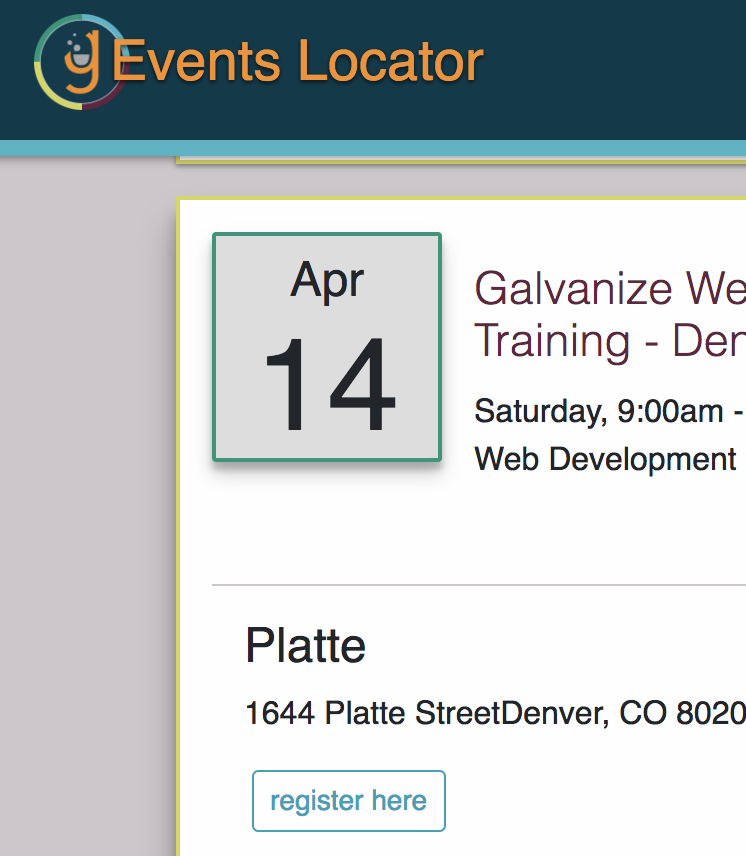 g Events Locator
Apr
14
Galvanize We
Training - Den
Saturday, 9:00am -
Web Development
Platte
1644 Platte StreetDenver, CO 8020
register here